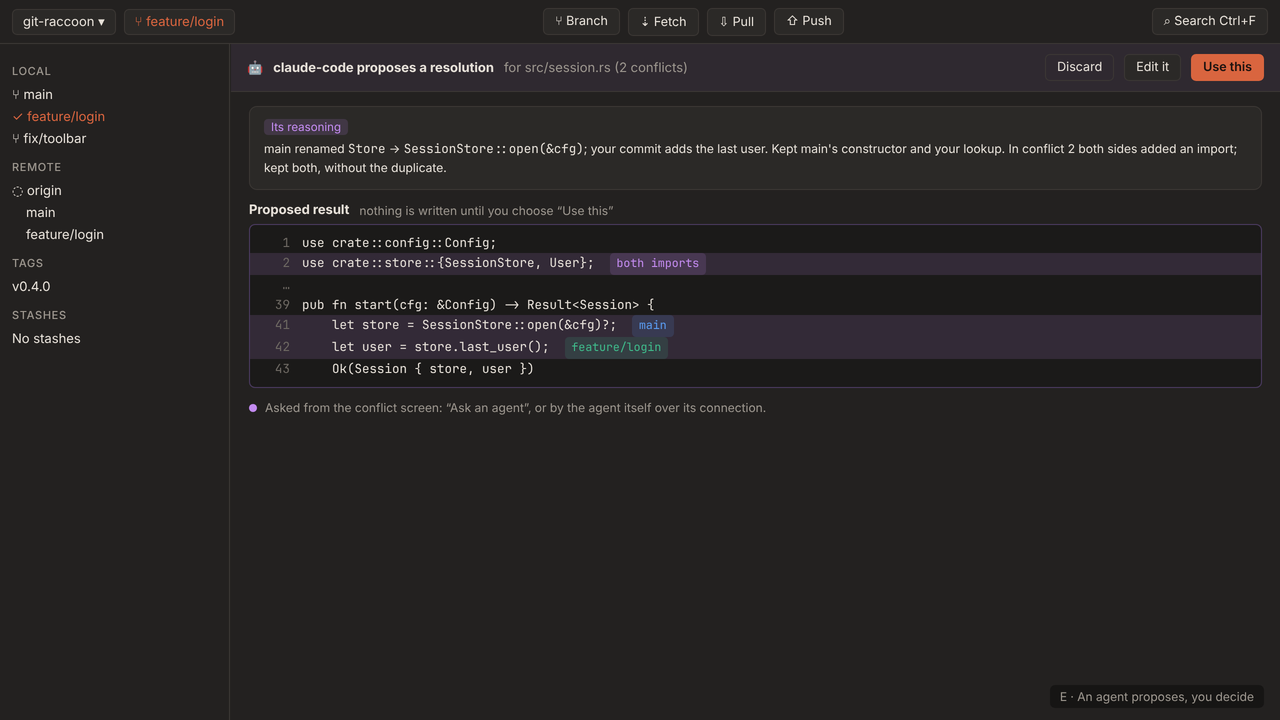 git-raccoon ▾
⑂ feature/login
⑂ Branch
⇣ Fetch
⇩ Pull
⇧ Push
⌕ Search Ctrl+F
LOCAL
⑂ main
✓ feature/login
⑂ fix/toolbar
REMOTE
◌ origin
main
feature/login
TAGS
v0.4.0
STASHES
No stashes
🤖 claude-code proposes a resolution for src/session.rs (2 conflicts)
Discard
Edit it
Use this
Its reasoning
main renamed Store → SessionStore::open(&cfg); your commit adds the last user. Kept main's constructor and your lookup. In conflict 2 both sides added an import;
kept both, without the duplicate.
Proposed result nothing is written until you choose “Use this”
1 use crate::config::Config;
2 use crate::store::{SessionStore, User}; both imports
…
39 pub fn start(cfg: &Config) -> Result<Session> {
41 let store = SessionStore::open(&cfg)?; main
42 let user = store.last_user(); feature/login
43 Ok(Session { store, user })
Asked from the conflict screen: “Ask an agent”, or by the agent itself over its connection.
E · An agent proposes, you decide